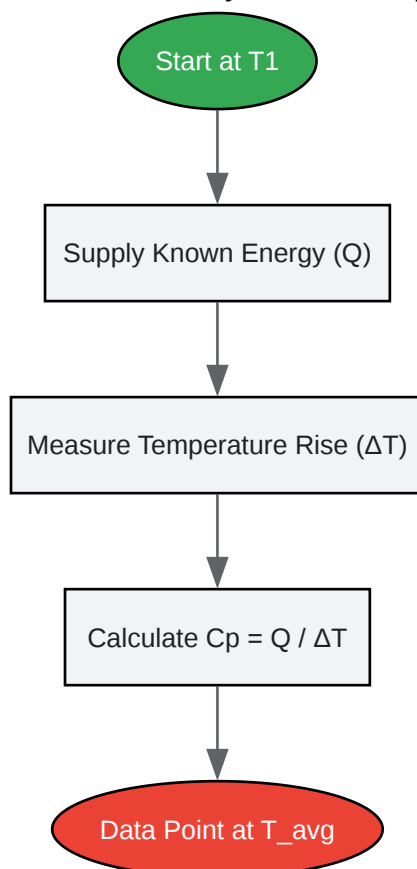 Start at T1
Supply Known Energy (Q)
Measure Temperature Rise (ΔT)
Calculate Cp = Q / ΔT
Data Point at T_avg